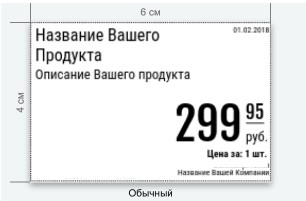 6 см
Название Вашего
01.02.2018
Продукта
Описание Вашего продукта
4 см
299 95
руб.
Цена за: 1 шт.
Название Вашей Компании
Обычный